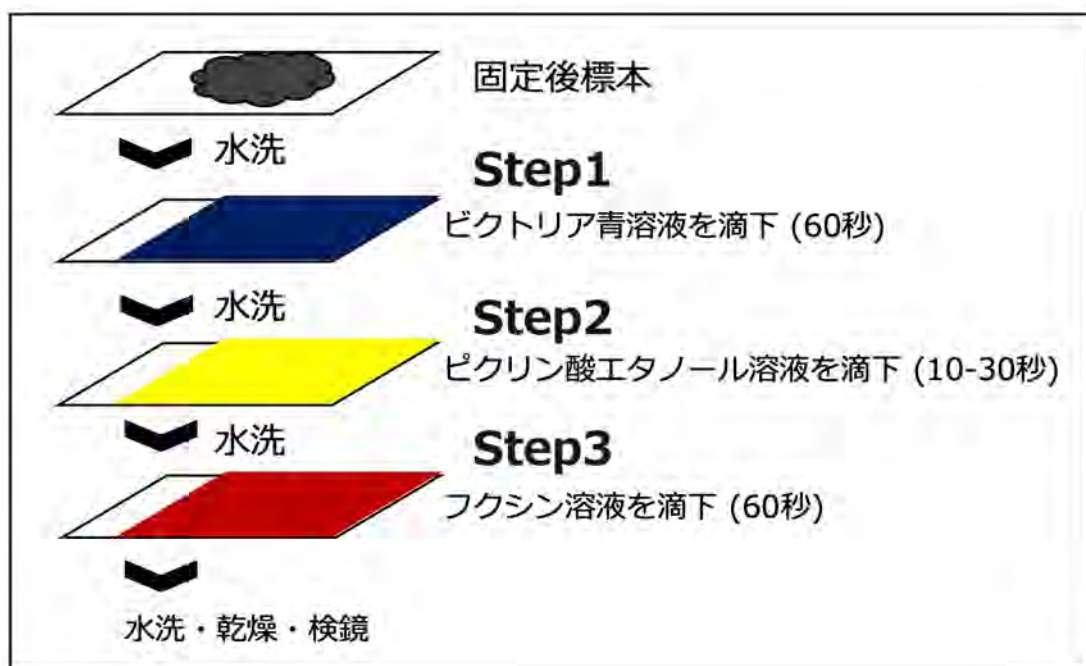 固定後標本
水洗
Step1
ビクトリア青溶液を滴下 (60秒)
水洗
Step2
ピクリン酸エタノール溶液を滴下 (10-30秒)
水洗
Step3
フクシン溶液を滴下 (60秒)
水洗・乾燥・検鏡